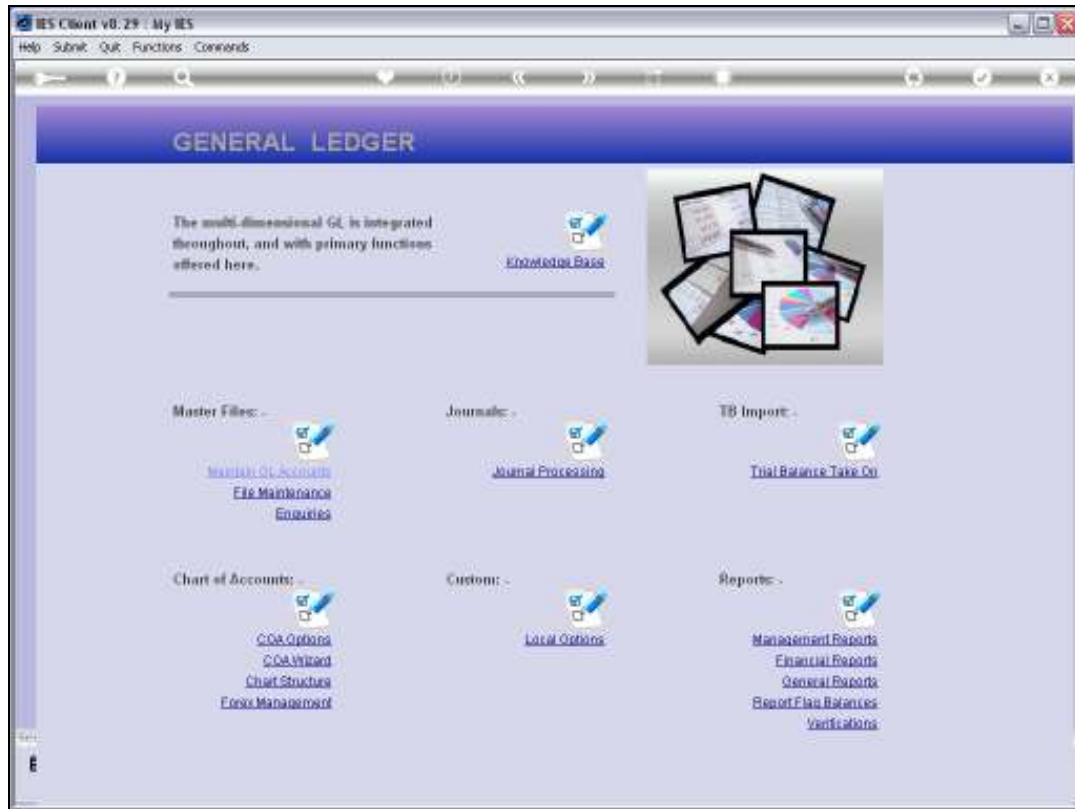 IES Client v8.29 : My IES
Help Submit Quit Functions Commands
GENERAL LEDGER
The multi-dimensional GL is integrated
throughout, and with primary functions
offered here.
Knowledge Base
Master Files: -
Journals: -
TB Import: -
Maintain GL Accounts
Journal Processing
Trial Balance Take On
File Maintenance
Enquiries
Chart of Accounts: -
Custom: -
Reports: -
COA Options
Local Options
Management Reports
COA Wizard
Financial Reports
Chart Structure
General Reports
Forex Management
Report Flag Balances
Verifications